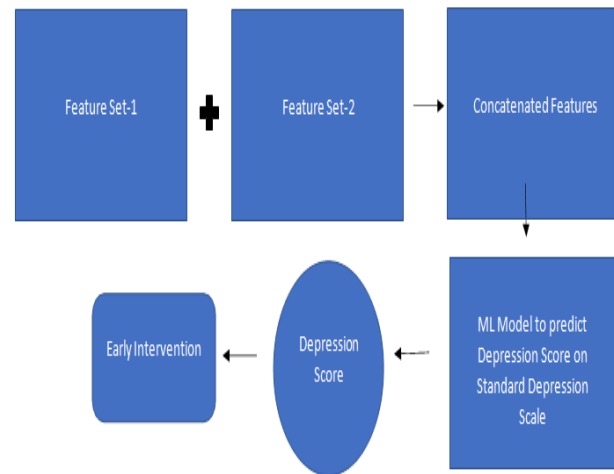 Feature Set-1
Feature Set-2
Concatenated Features
ML Model to predict
Depression Score on
Standard Depression
Scale
Depression
Score
Early Intervention